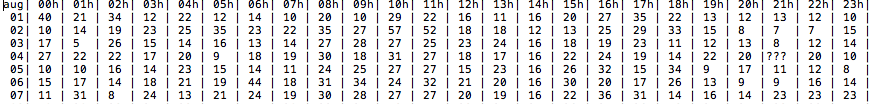 aug| 00h| 01h| 02h| 03h| 04h| 05h| 06h| 07h| 08h| 09h| 10h| 11h| 12h| 13h| 14h| 15h| 16h| 17h| 18h| 19h| 20h| 21h| 22h| 23h|
01| 40 | 21 | 34 | 12 | 22 | 12 | 14 | 10 | 20 | 10 | 29 | 22 | 16 | 11 | 16 | 20 | 27 | 35 | 22 | 13 | 12 | 13 | 12 | 10 |
02| 10 | 14 | 19 | 23 | 25 | 35 | 23 | 22 | 35 | 27 | 57 | 52 | 18 | 18 | 12 | 13 | 25 | 29 | 33 | 15 | 8 | 7 | 7 | 15 |
03| 17 | 5 | 26 | 15 | 14 | 16 | 13 | 14 | 27 | 28 | 27 | 25 | 23 | 24 | 16 | 18 | 19 | 23 | 11 | 12 | 13 | 8 | 12 | 14 |
04| 27 | 22 | 22 | 17 | 20 | 9 | 18 | 19 | 30 | 31 | 27 | 18 | 17 | 16 | 22 | 24 | 19 | 14 | 22 | 20 |??? | 20 | 10 |
05| 10 | 10 | 16 | 14 | 23 | 15 | 14 | 11 | 24 | 25 | 27 | 27 | 15 | 23 | 16 | 26 | 32 | 15 | 34 | 9 | 17 | 11 | 12 | 8 |
06| 15 | 17 | 14 | 18 | 21 | 19 | 44 | 18 | 31 | 34 | 24 | 32 | 21 | 20 | 16 | 30 | 20 | 17 | 26 | 13 | 9 | 9 | 16 | 14 |
07| 11 | 31 | 8 | 24 | 13 | 21 | 24 | 19 | 30 | 28 | 27 | 27 | 20 | 19 | 16 | 22 | 36 | 31 | 14 | 16 | 14 | 23 | 23 | 23 |